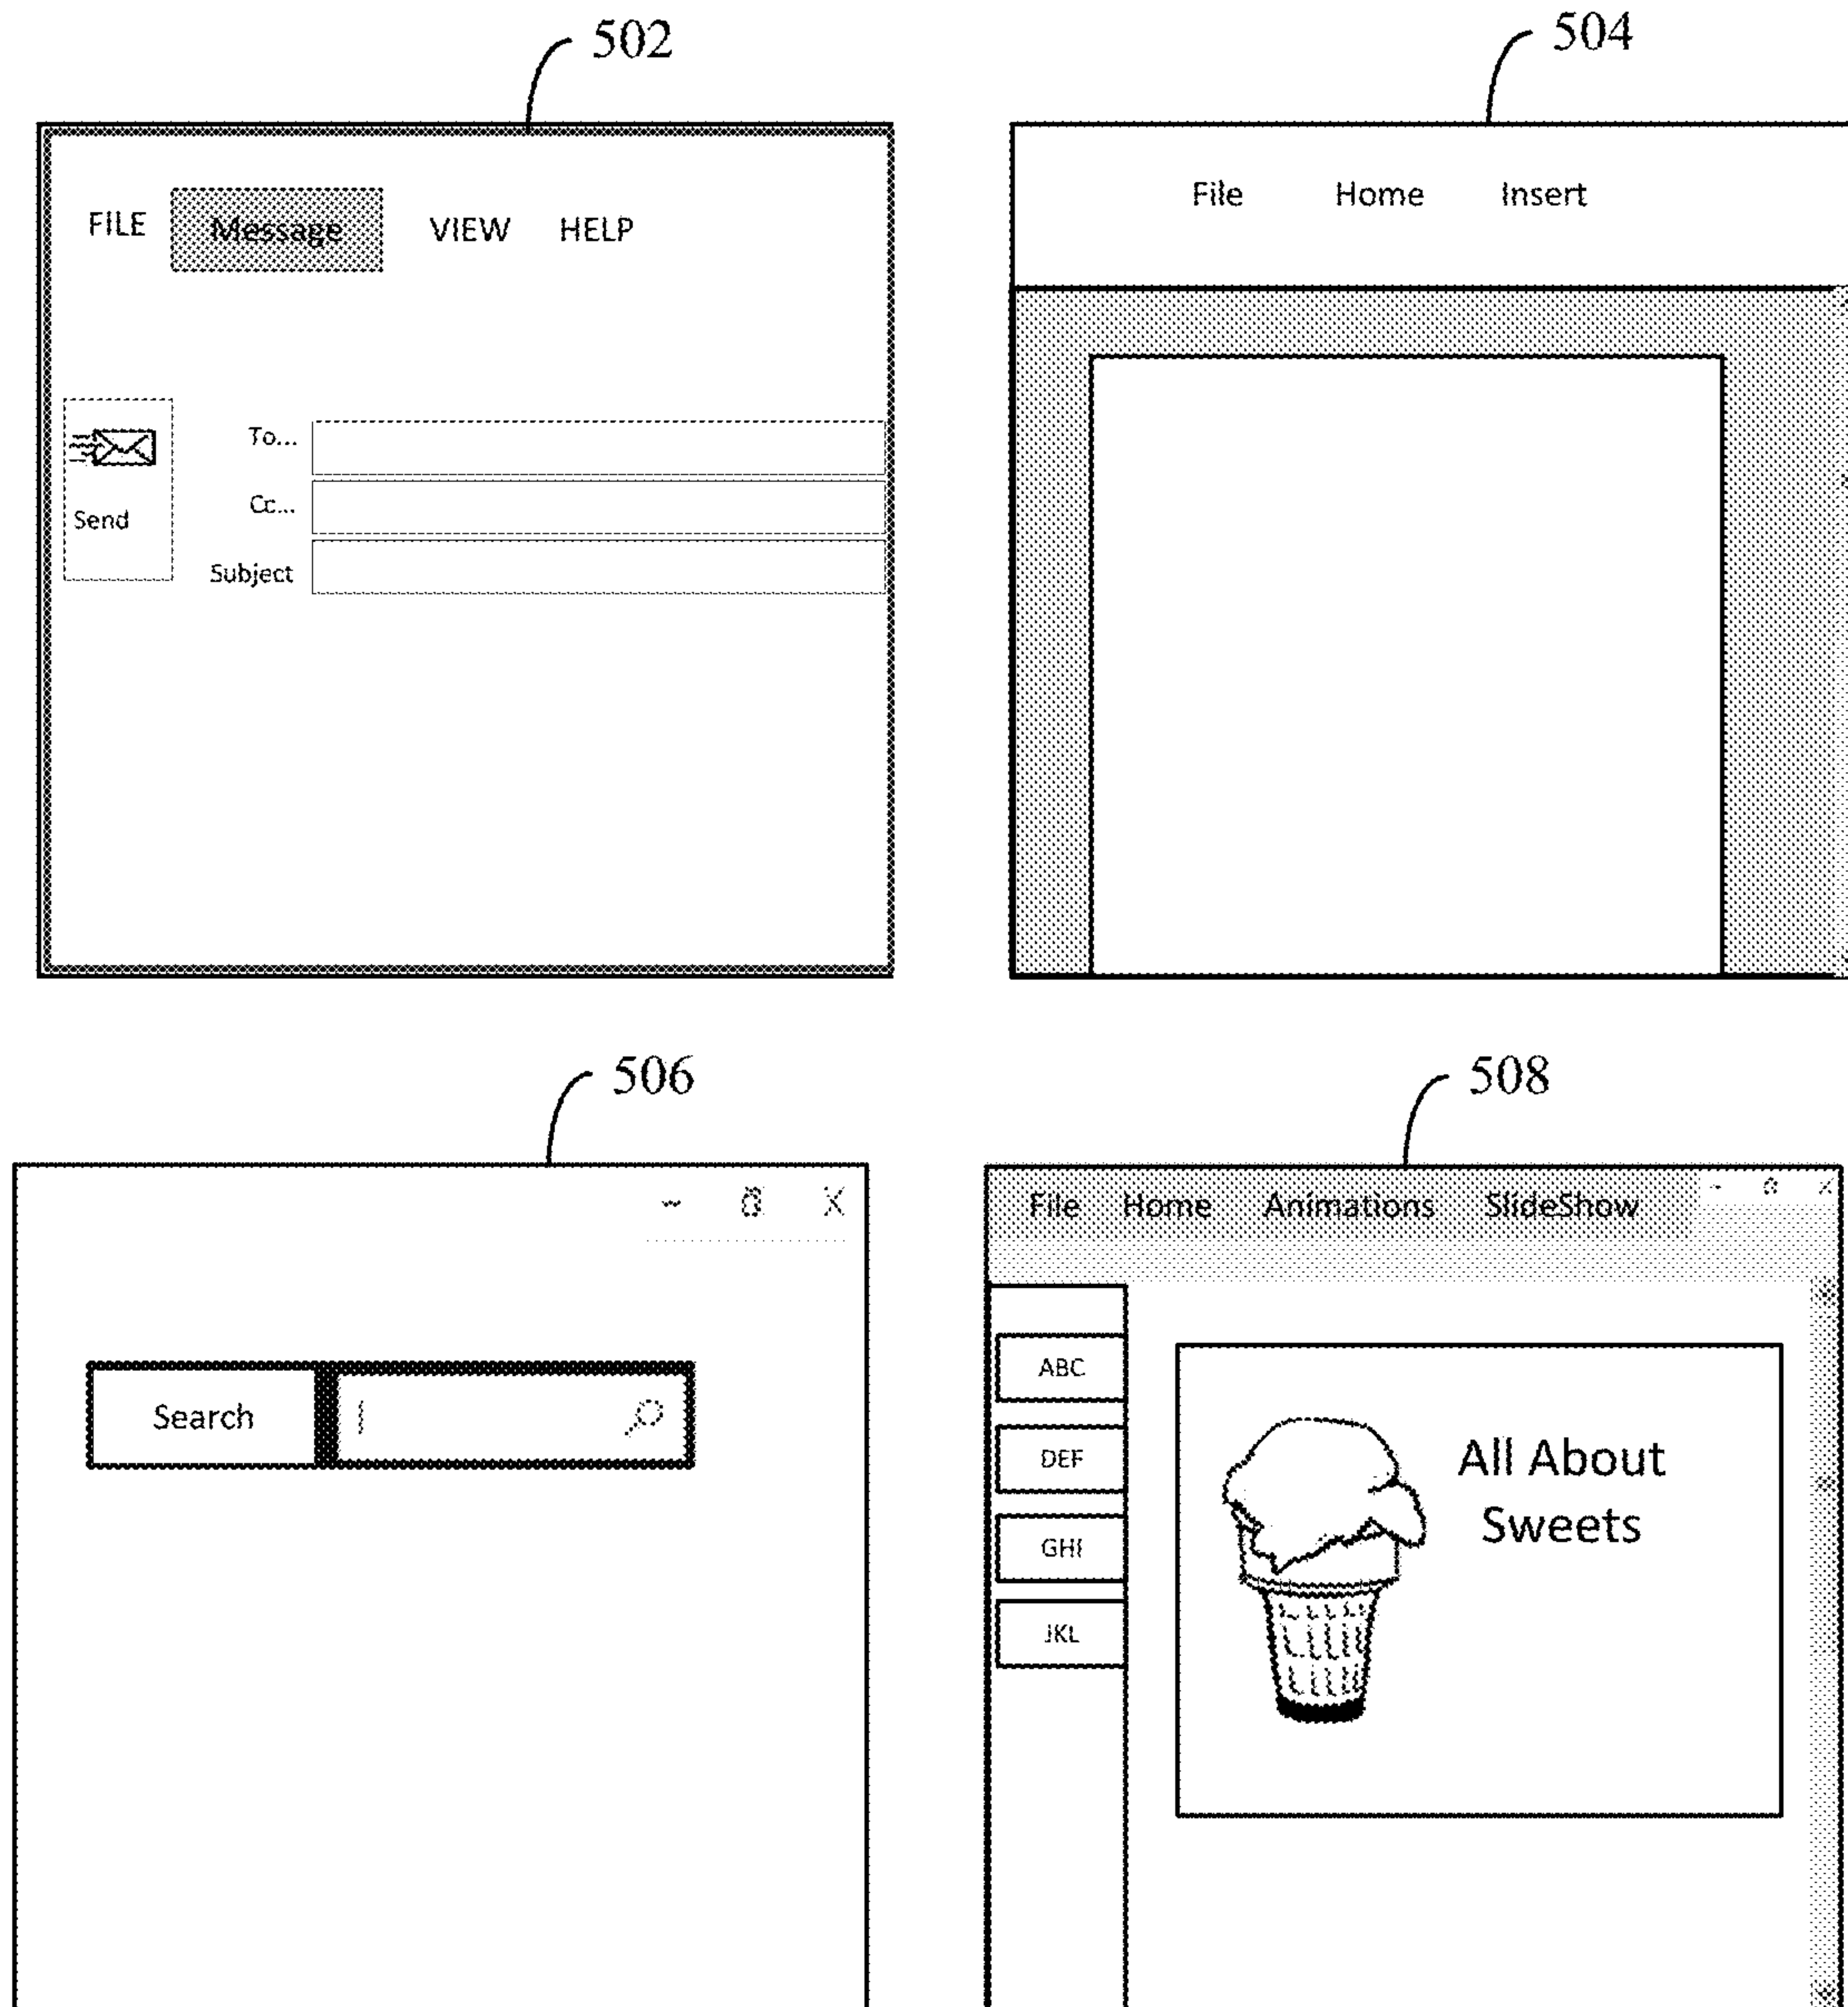 502
FILE Message VIEW HELP
To...
Cc...
Send
Subject
504
File Home Insert
506
Search
508
File Home Animations SlideShow
ABC
DEF
GHI
JKL
All About
Sweets